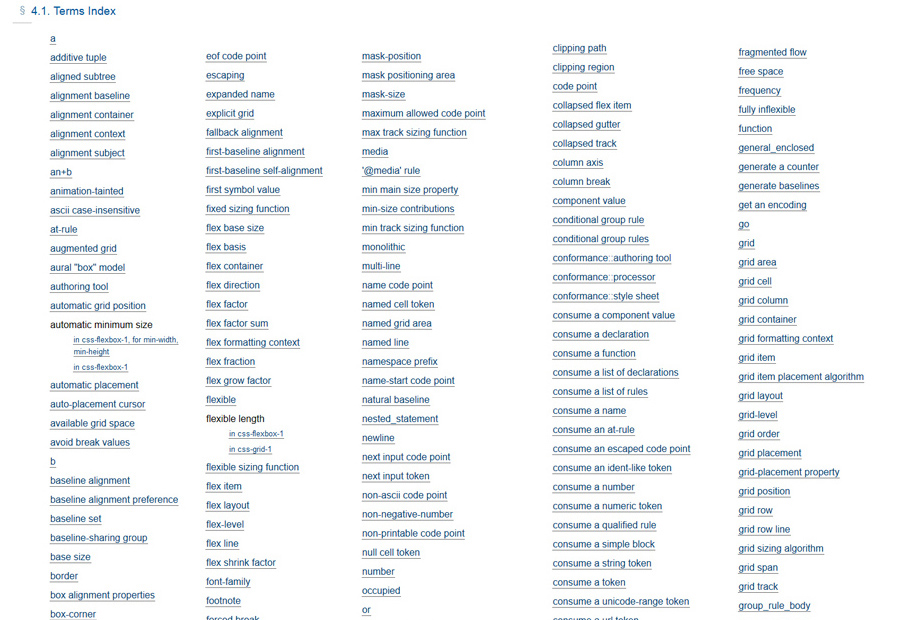 § 4.1. Terms Index
a
additive tuple
aligned subtree
alignment baseline
alignment container
alignment context
alignment subject
an+b
animation-tainted
ascii case-insensitive
at-rule
augmented grid
aural "box" model
authoring tool
automatic grid position
automatic minimum size
in css-flexbox-1, for min-width,
min-height
in css-flexbox-1
automatic placement
auto-placement cursor
available grid space
avoid break values
b
baseline alignment
baseline alignment preference
baseline set
baseline-sharing group
base size
border
box alignment properties
box-corner
eof code point
escaping
expanded name
explicit grid
fallback alignment
first-baseline alignment
first-baseline self-alignment
first symbol value
fixed sizing function
flex base size
flex basis
flex container
flex direction
flex factor
flex factor sum
flex formatting context
flex fraction
flex grow factor
flexible
flexible length
in css-flexbox-1
in css-grid-1
flexible sizing function
flex item
flex layout
flex-level
flex line
flex shrink factor
font-family
footnote
forced break
mask-position
mask positioning area
mask-size
maximum allowed code point
max track sizing function
media
'@media' rule
min main size property
min-size contributions
min track sizing function
monolithic
multi-line
name code point
named cell token
named grid area
named line
namespace prefix
name-start code point
natural baseline
nested_statement
newline
next input code point
next input token
non-ascii code point
non-negative-number
non-printable code point
null cell token
number
occupied
or
clipping path
clipping region
code point
collapsed flex item
collapsed gutter
collapsed track
column axis
column break
component value
conditional group rule
conditional group rules
conformance::authoring tool
conformance::processor
conformance::style sheet
consume a component value
consume a declaration
consume a function
consume a list of declarations
consume a list of rules
consume a name
consume an at-rule
consume an escaped code point
consume an ident-like token
consume a number
consume a numeric token
consume a qualified rule
consume a simple block
consume a string token
consume a token
consume a unicode-range token
consume a url token
fragmented flow
free space
frequency
fully inflexible
function
general_enclosed
generate a counter
generate baselines
get an encoding
go
grid
grid area
grid cell
grid column
grid container
grid formatting context
grid item
grid item placement algorithm
grid layout
grid-level
grid order
grid placement
grid-placement property
grid position
grid row
grid row line
grid sizing algorithm
grid span
grid track
group_rule_body